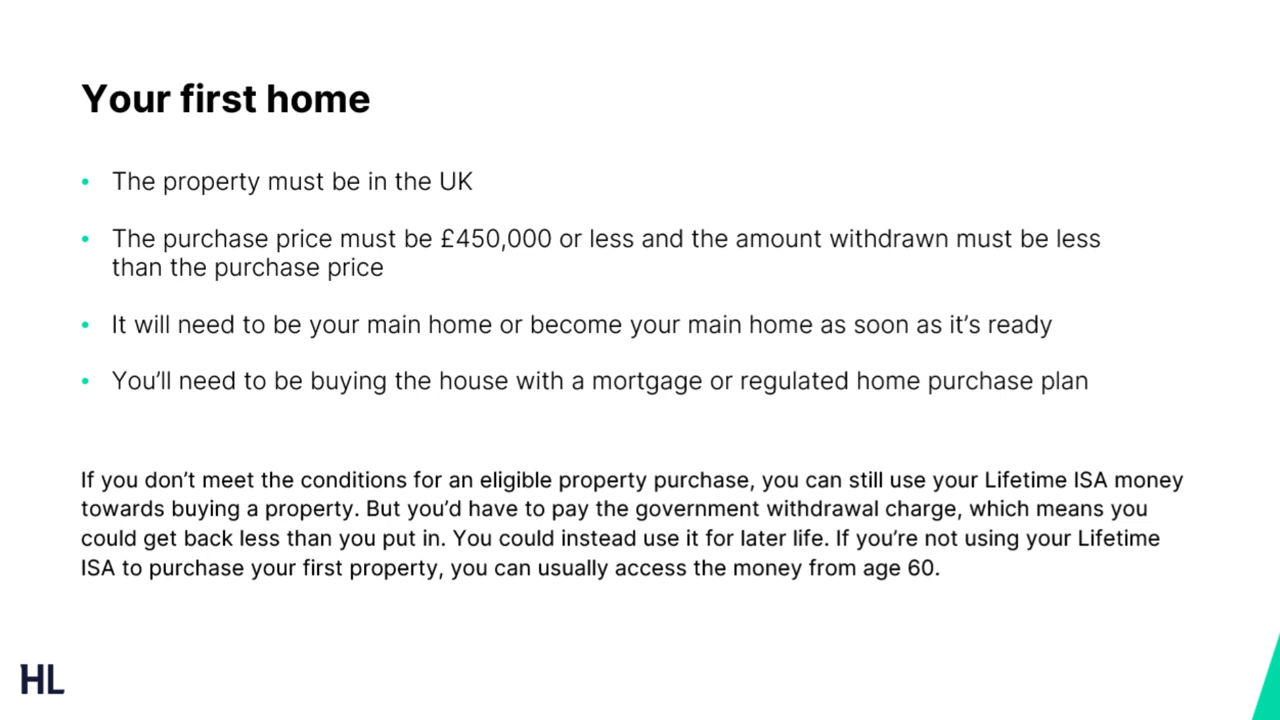 Your first home
• The property must be in the UK
• The purchase price must be £450,000 or less and the amount withdrawn must be less
than the purchase price
• It will need to be your main home or become your main home as soon as it’s ready
• You’ll need to be buying the house with a mortgage or regulated home purchase plan
If you don’t meet the conditions for an eligible property purchase, you can still use your Lifetime ISA money
towards buying a property. But you’d have to pay the government withdrawal charge, which means you
could get back less than you put in. You could instead use it for later life. If you’re not using your Lifetime
ISA to purchase your first property, you can usually access the money from age 60.
HL